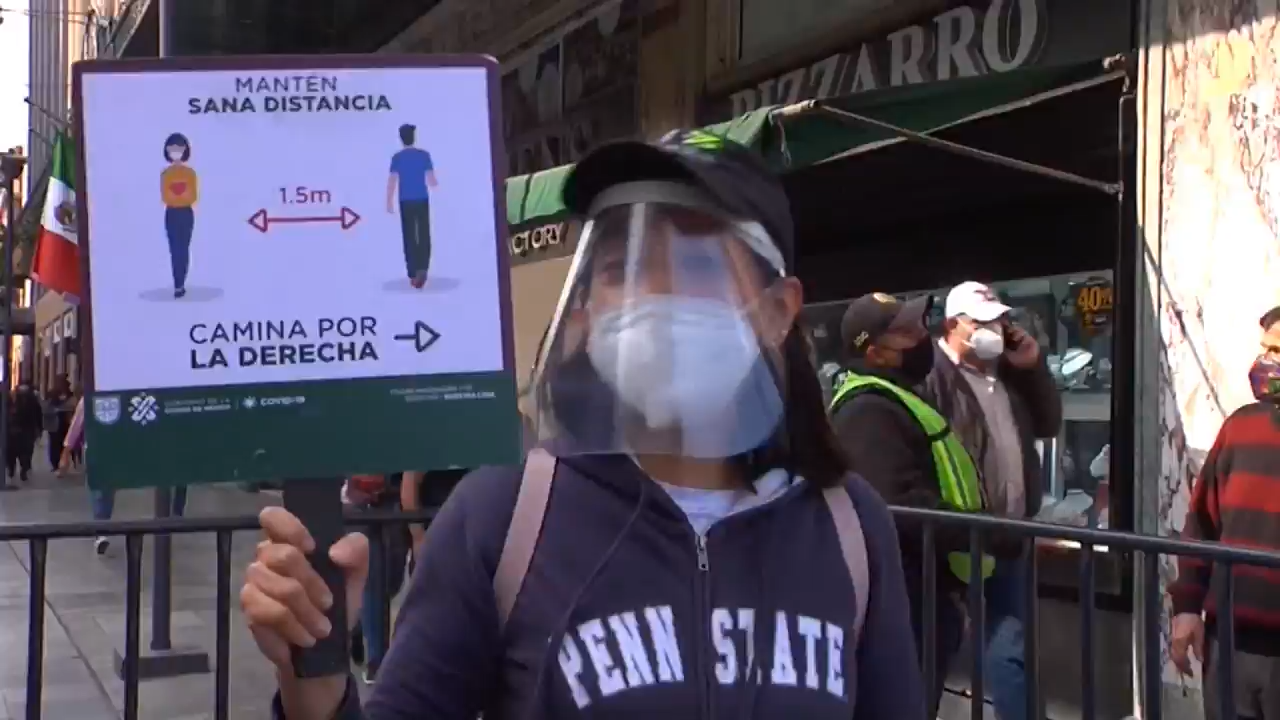 MANTÉN
SANA DISTANCIA
1.5m
CAMINA POR
LA DERECHA
COVID-19
PIZZARRO
40%
PENN STATE